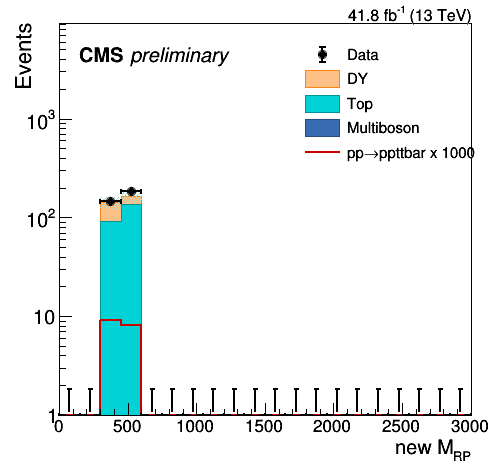 41.8 fb⁻¹ (13 TeV)
Events
CMS preliminary
Data
DY
Top
Multiboson
pp→ppttbar x 1000
10³
10²
10
1
0 500 1000 1500 2000 2500 3000
new M_RP